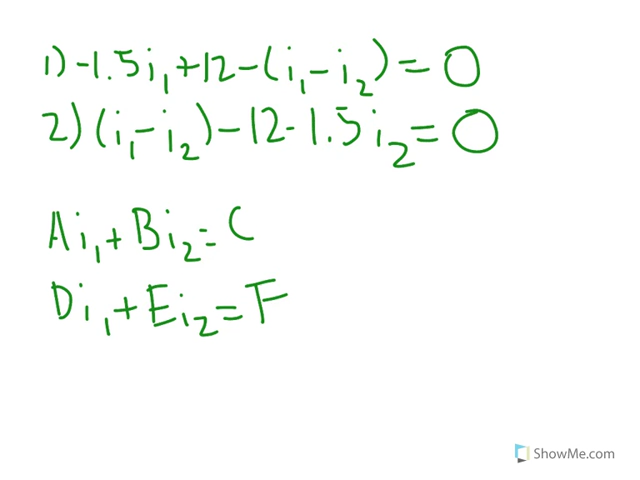 1) -1.5i₁+12-(i₁-i₂)=0
2) (i₁-i₂)-12-1.5i₂=0
Ai₁+Bi₂=C
Di₁+Ei₂=F
ShowMe.com